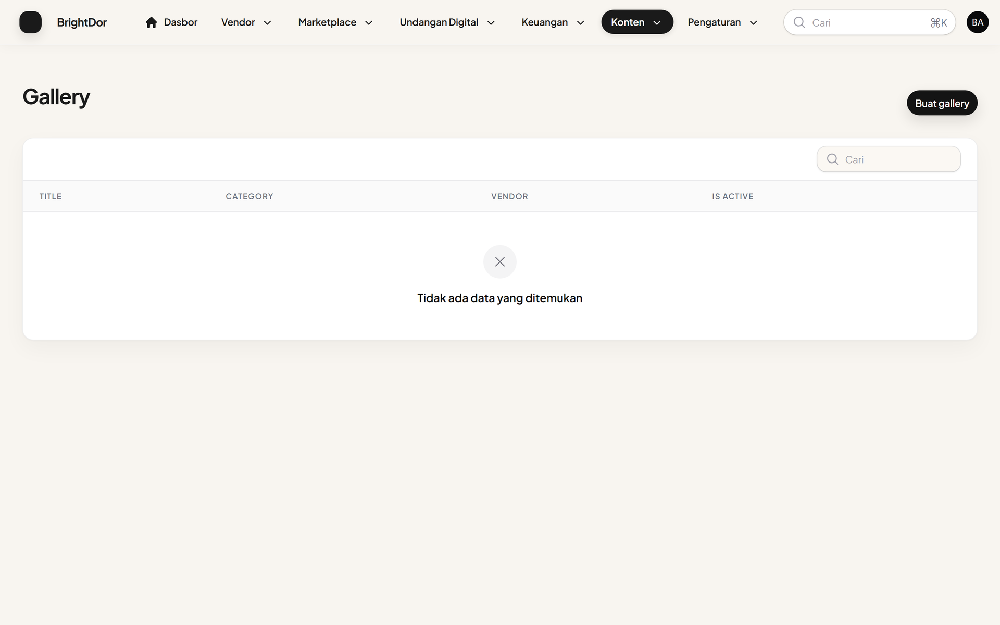 BrightDor
Dasbor
Vendor
Marketplace
Undangan Digital
Keuangan
Konten
Pengaturan
Cari
⌘K
BA
Gallery
Buat gallery
Cari
TITLE
CATEGORY
VENDOR
IS ACTIVE
Tidak ada data yang ditemukan